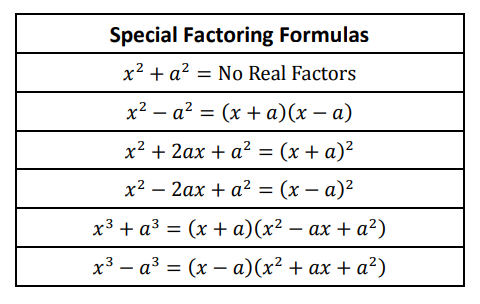 Special Factoring Formulas
x² + a² = No Real Factors
x² − a² = (x + a)(x − a)
x² + 2ax + a² = (x + a)²
x² − 2ax + a² = (x − a)²
x³ + a³ = (x + a)(x² − ax + a²)
x³ − a³ = (x − a)(x² + ax + a²)